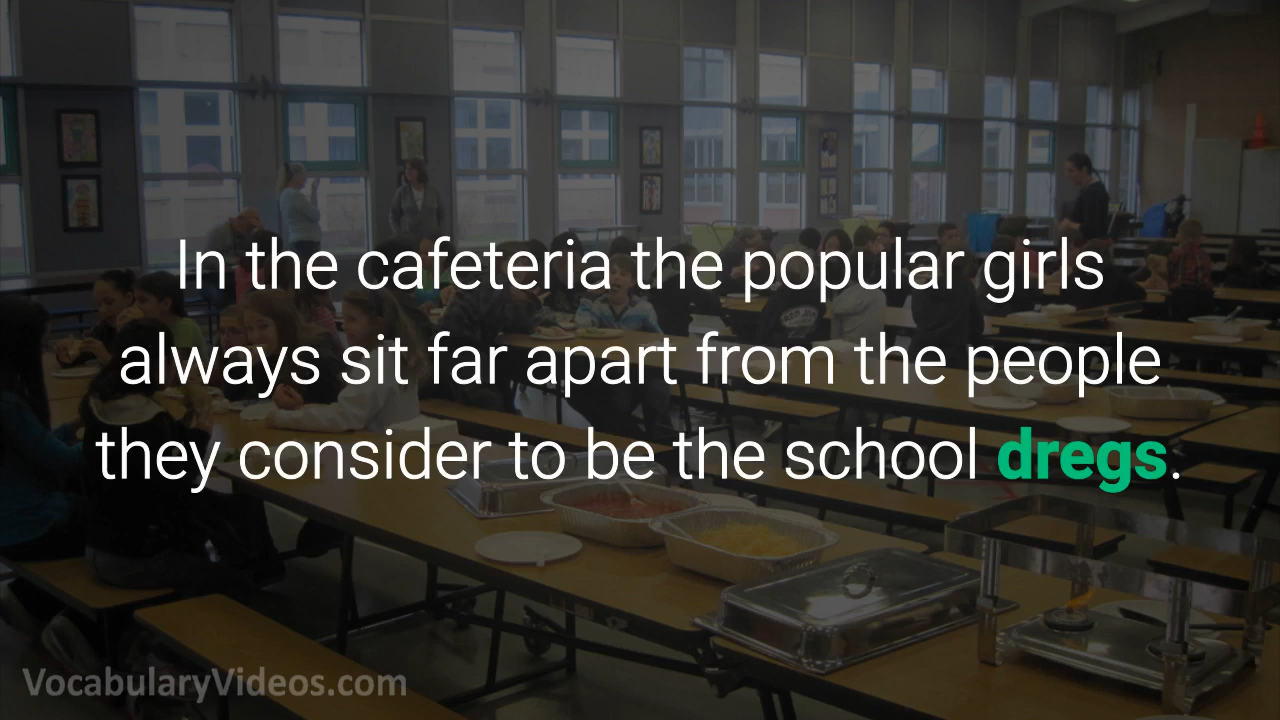 In the cafeteria the popular girls
always sit far apart from the people
they consider to be the school dregs.
VocabularyVideos.com